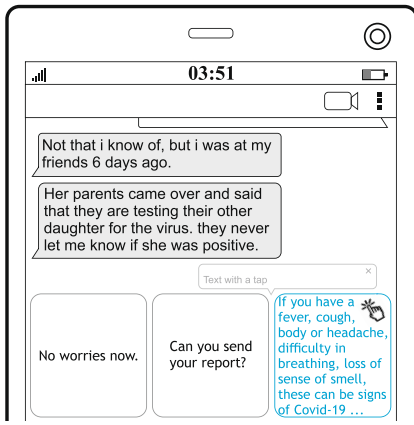 03:51
Not that i know of, but i was at my
friends 6 days ago.
Her parents came over and said
that they are testing their other
daughter for the virus. they never
let me know if she was positive.
Text with a tap
No worries now.
Can you send
your report?
If you have a
fever, cough,
body or headache,
difficulty in
breathing, loss of
sense of smell,
these can be signs
of Covid-19 ...